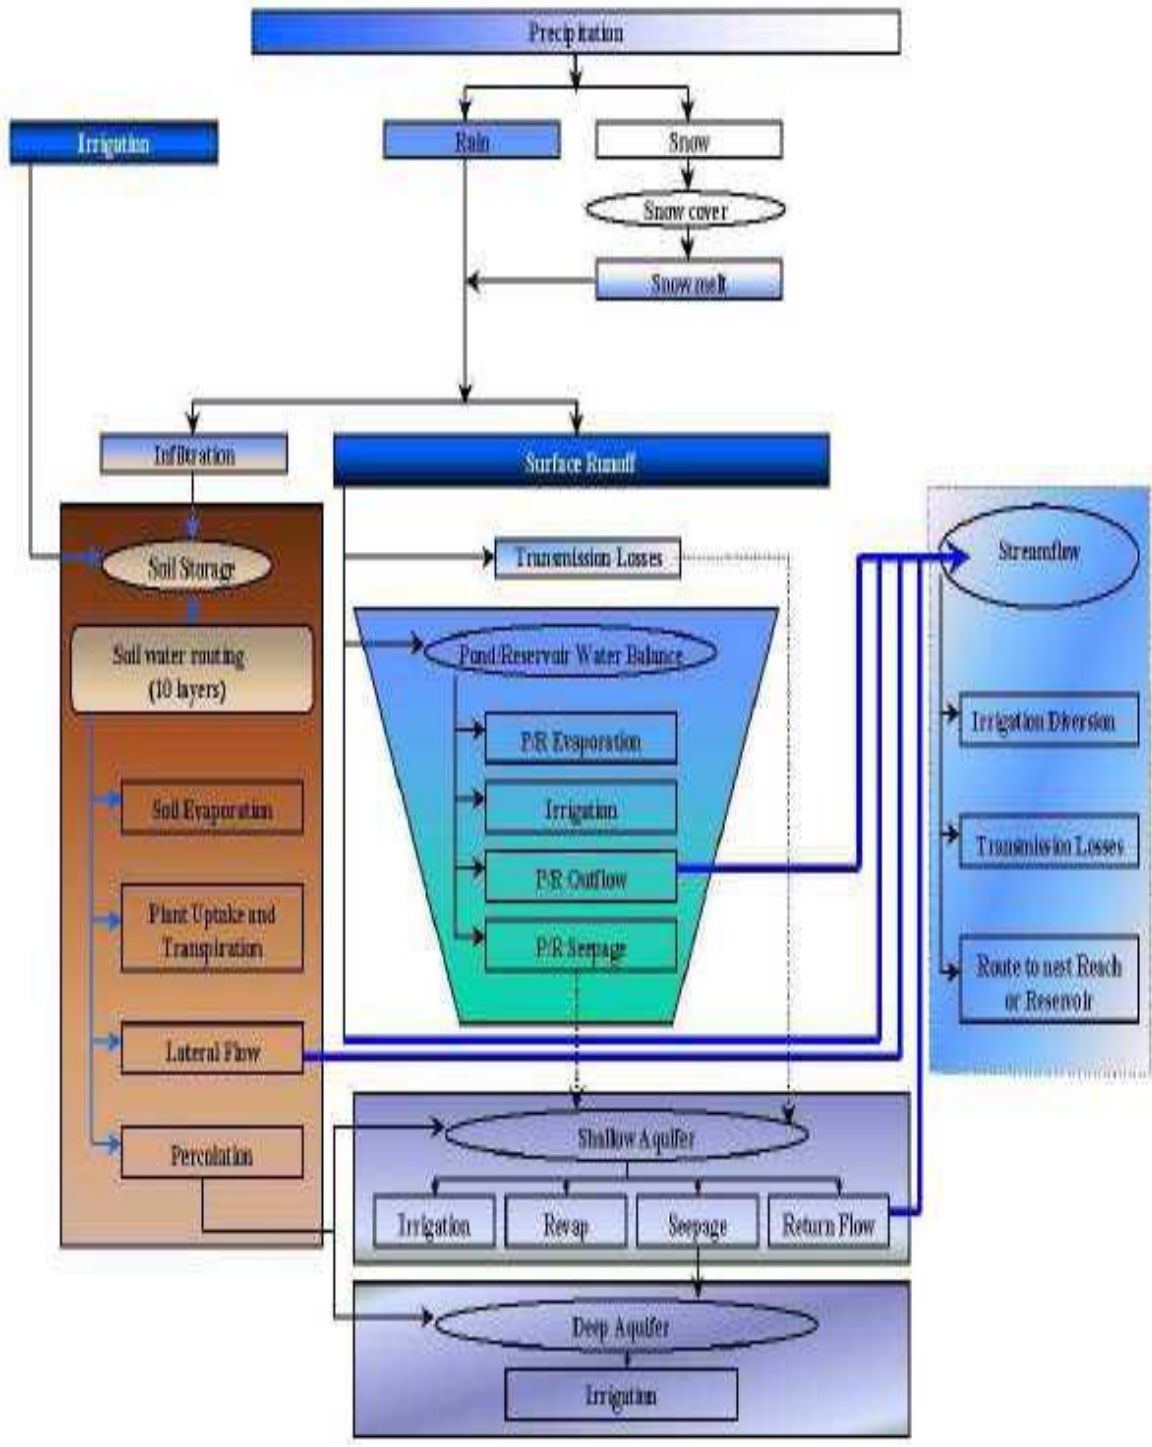 Precipitation
Irrigation
Rain
Snow
Snow cover
Snow melt
Infiltration
Surface Runoff
Soil Storage
Transmission Losses
Streamflow
Soil water routing
(10 layers)
Pond/Reservoir Water Balance
P/R Evaporation
Irrigation Diversion
Soil Evaporation
Irrigation
Transmission Losses
P/R Outflow
Plant Uptake and
Transpiration
P/R Seepage
Route to nest Reach
or Reservoir
Lateral Flow
Percolation
Shallow Aquifer
Irrigation
Revap
Seepage
Return Flow
Deep Aquifer
Irrigation